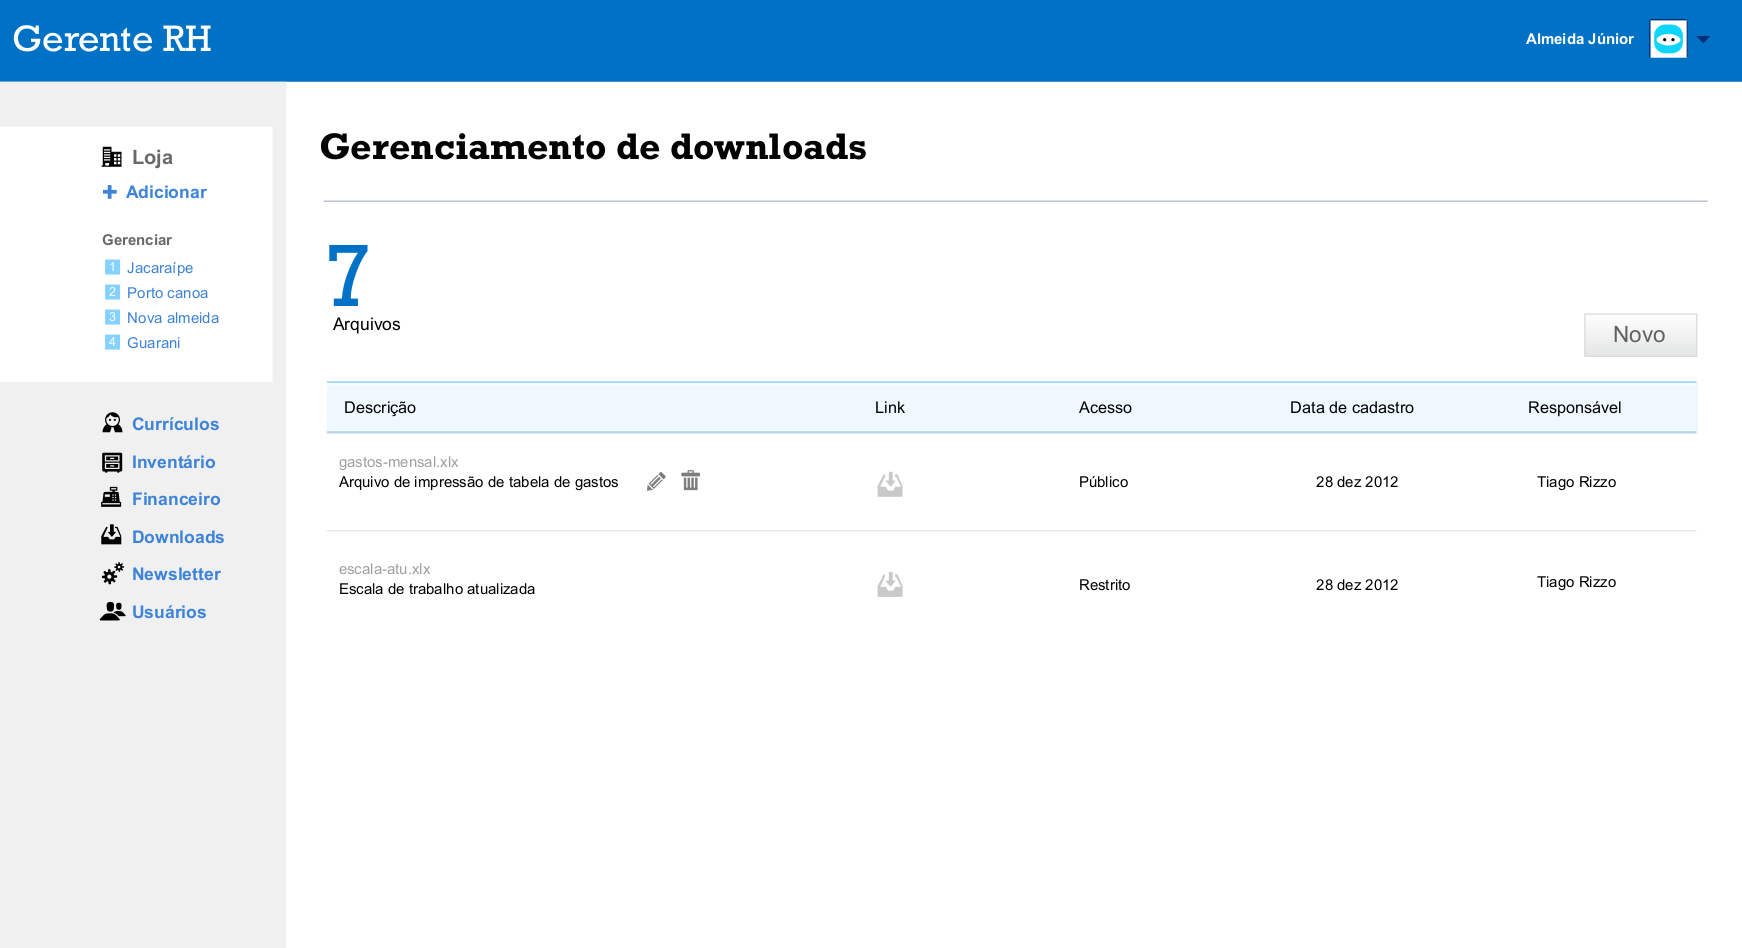 Gerente RH
Almeida Júnior
Loja
Adicionar
Gerenciar
1 Jacaraípe
2 Porto canoa
3 Nova almeida
4 Guarani
Currículos
Inventário
Financeiro
Downloads
Newsletter
Usuários
Gerenciamento de downloads
7
Arquivos
Novo
Descrição Link Acesso Data de cadastro Responsável
gastos-mensal.xlx
Arquivo de impressão de tabela de gastos Público 28 dez 2012 Tiago Rizzo
escala-atu.xlx
Escala de trabalho atualizada Restrito 28 dez 2012 Tiago Rizzo